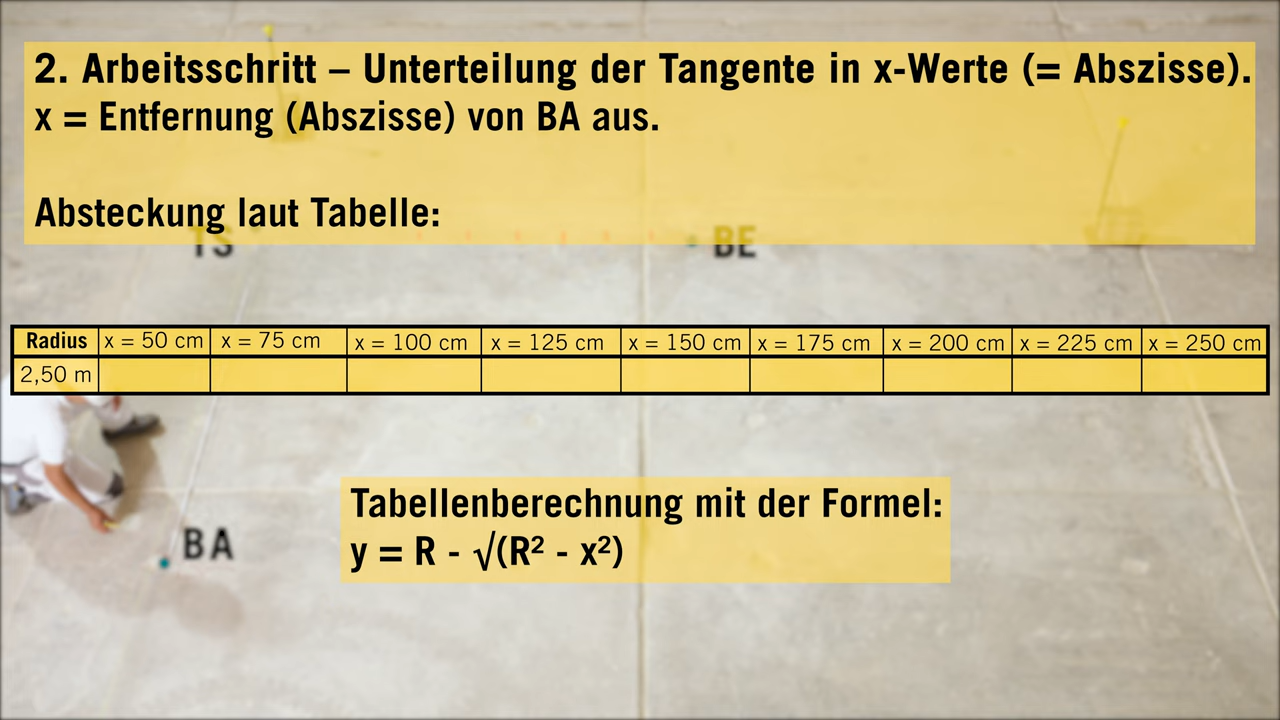 2. Arbeitsschritt – Unterteilung der Tangente in x-Werte (= Abszisse).
x = Entfernung (Abszisse) von BA aus.
Absteckung laut Tabelle:
TS
BE
Radius x = 50 cm x = 75 cm x = 100 cm x = 125 cm x = 150 cm x = 175 cm x = 200 cm x = 225 cm x = 250 cm
2,50 m
Tabellenberechnung mit der Formel:
y = R - √(R² - x²)
BA